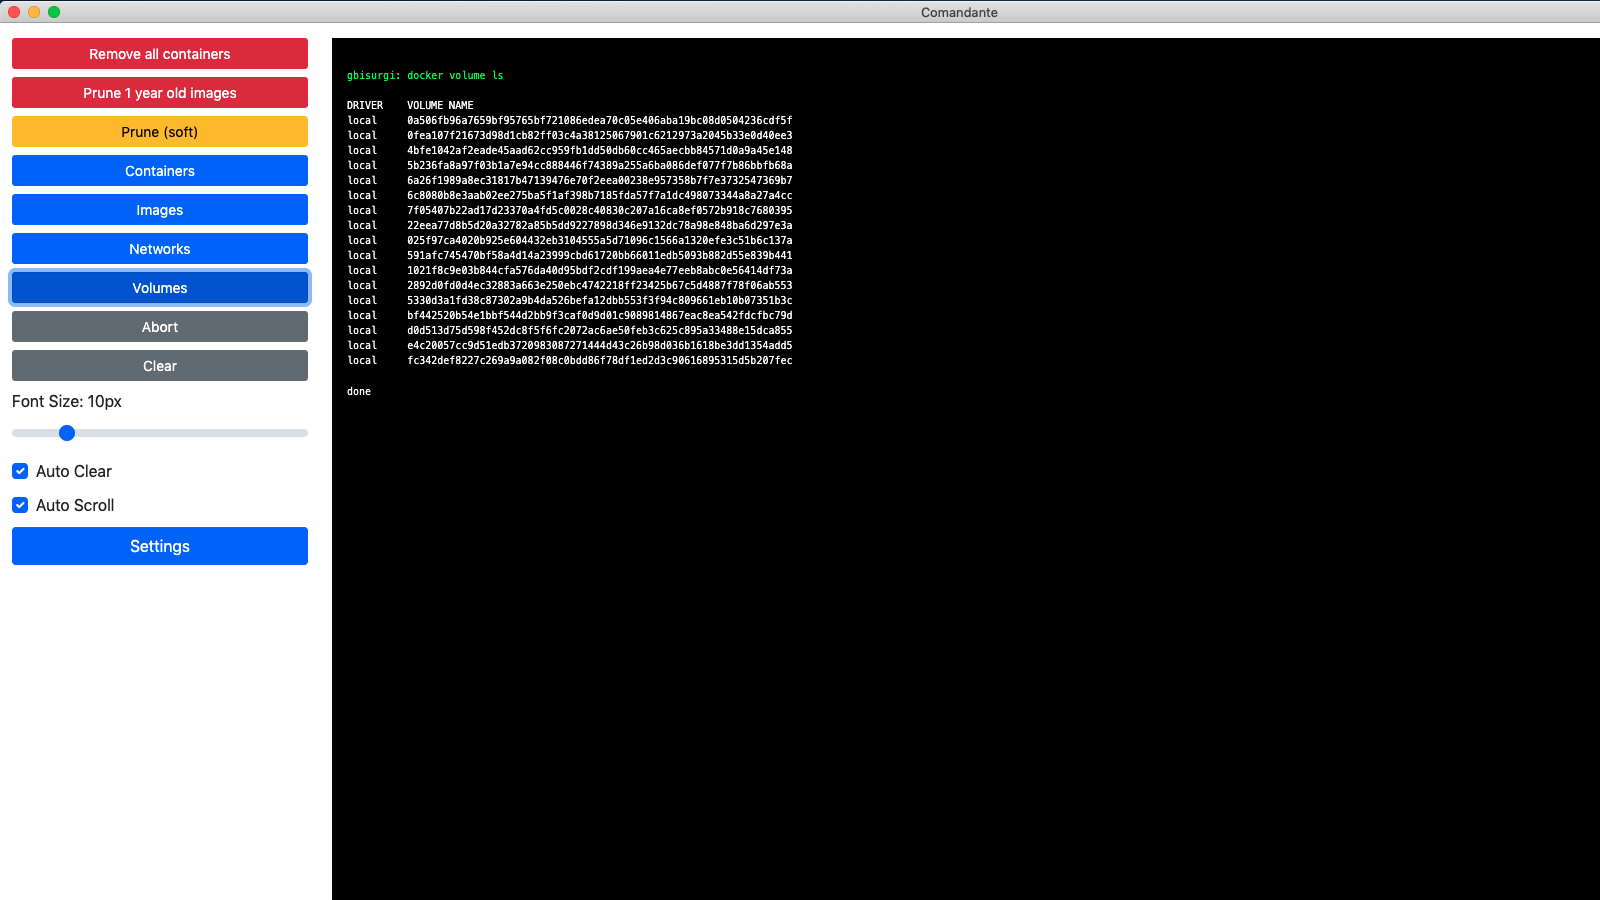 Comandante
Remove all containers
Prune 1 year old images
Prune (soft)
Containers
Images
Networks
Volumes
Abort
Clear
Font Size: 10px
Auto Clear
Auto Scroll
Settings
gbisurgi: docker volume ls
DRIVER VOLUME NAME
local 0a506fb96a7659bf95765bf721086edea70c05e406aba19bc08d0504236cdf5f
local 0fea107f21673d98d1cb82ff03c4a38125067901c6212973a2045b33e0d40ee3
local 4bfe1042af2eade45aad62cc959fb1dd50db60cc465aecbb84571d0a9a45e148
local 5b236fa8a97f03b1a7e94cc888446f74389a255a6ba086def077f7b86bbfb68a
local 6a26f1989a8ec31817b47139476e70f2eea00238e957358b7f7e3732547369b7
local 6c8080b8e3aab02ee275ba5f1af398b7185fda57f7a1dc498073344a8a27a4cc
local 7f05407b22ad17d23370a4fd5c0028c40830c207a16ca8ef0572b918c7680395
local 22eea77d8b5d20a32782a85b5dd9227898d346e9132dc78a98e848ba6d297e3a
local 025f97ca4020b925e604432eb3104555a5d71096c1566a1320efe3c51b6c137a
local 591afc745470bf58a4d14a23999cbd61720bb66011edb5093b882d55e839b441
local 1021f8c9e03b844cfa576da40d95bdf2cdf199aea4e77eeb8abc0e56414df73a
local 2892d0fd0d4ec32883a663e250ebc4742218ff23425b67c5d4887f78f06ab553
local 5330d3a1fd38c87302a9b4da526befa12dbb553f3f94c809661eb10b07351b3c
local bf442520b54e1bbf544d2bb9f3caf0d9d01c9089814867eac8ea542fdcfbc79d
local d0d513d75d598f452dc8f5f6fc2072ac6ae50feb3c625c895a33488e15dca855
local e4c20057cc9d51edb3720983087271444d43c26b98d036b1618be3dd1354add5
local fc342def8227c269a9a082f08c0bdd86f78df1ed2d3c90616895315d5b207fec
done